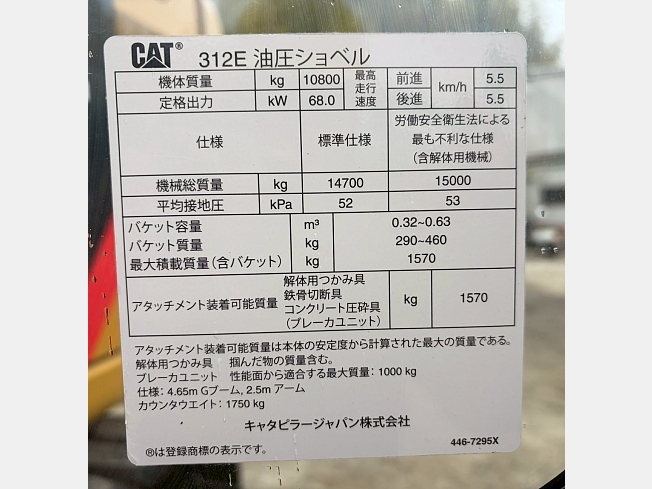 CAT® 312E 油圧ショベル
機体質量 kg 10800 最高走行速度 前進 km/h 5.5
定格出力 kW 68.0 後進 5.5
仕様 標準仕様 労働安全衛生法による
最も不利な仕様
(含解体用機械)
機械総質量 kg 14700 15000
平均接地圧 kPa 52 53
バケット容量 m³ 0.32~0.63
バケット質量 kg 290~460
最大積載質量(含バケット) kg 1570
アタッチメント装着可能質量 解体用つかみ具
鉄骨切断具
コンクリート圧砕具
(ブレーカユニット)
kg 1570
アタッチメント装着可能質量は本体の安定度から計算された最大の質量である。
解体用つかみ具 掴んだ物の質量含む。
ブレーカユニット 性能面から適合する最大質量: 1000 kg
仕様: 4.65m Gブーム, 2.5m アーム
カウンタウエイト: 1750 kg
キャタピラージャパン株式会社
®は登録商標の表示です。 446-7295X